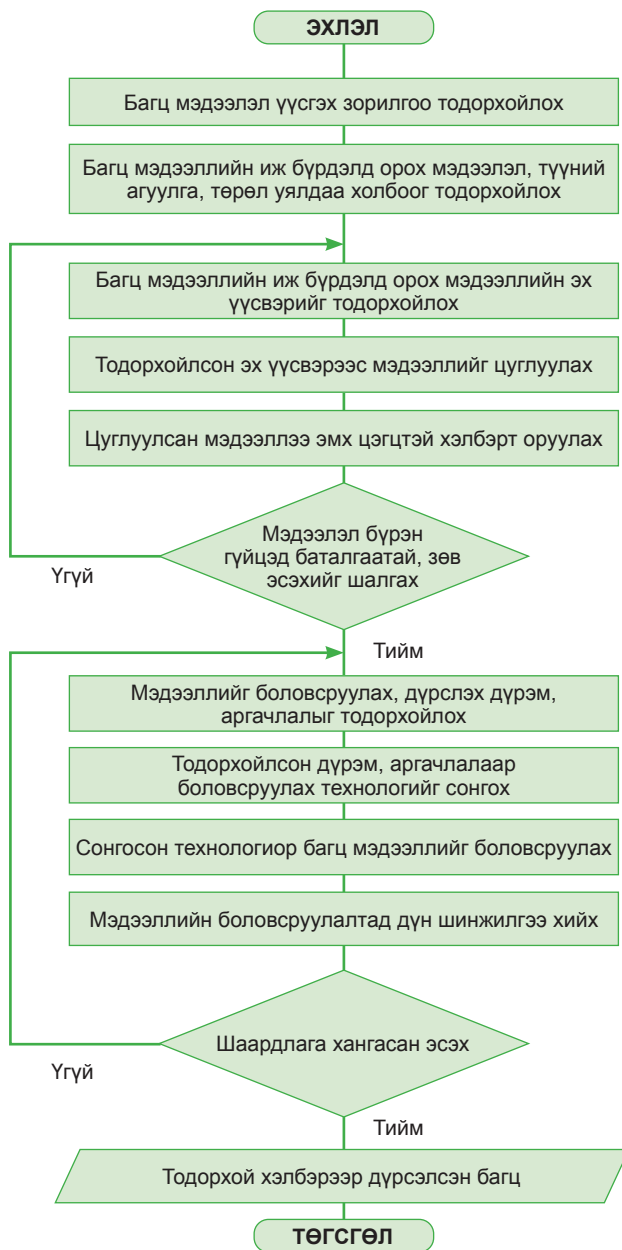 ЭХЛЭЛ
Багц мэдээлэл үүсгэх зорилгоо тодорхойлох
Багц мэдээллийн иж бүрдэлд орох мэдээлэл, түүний
агуулга, төрөл уялдаа холбоог тодорхойлох
Багц мэдээллийн иж бүрдэлд орох мэдээллийн эх
үүсвэрийг тодорхойлох
Тодорхойлсон эх үүсвэрээс мэдээллийг цуглуулах
Цуглуулсан мэдээллээ эмх цэгцтэй хэлбэрт оруулах
Мэдээлэл бүрэн
гүйцэд баталгаатай, зөв
эсэхийг шалгах
Үгүй
Тийм
Мэдээллийг боловсруулах, дүрслэх дүрэм,
аргачлалыг тодорхойлох
Тодорхойлсон дүрэм, аргачлалаар
боловсруулах технологийг сонгох
Сонгосон технологиор багц мэдээллийг боловсруулах
Мэдээллийн боловсруулалтад дүн шинжилгээ хийх
Шаардлага хангасан эсэх
Үгүй
Тийм
Тодорхой хэлбэрээр дүрсэлсэн багц
ТӨГСГӨЛ